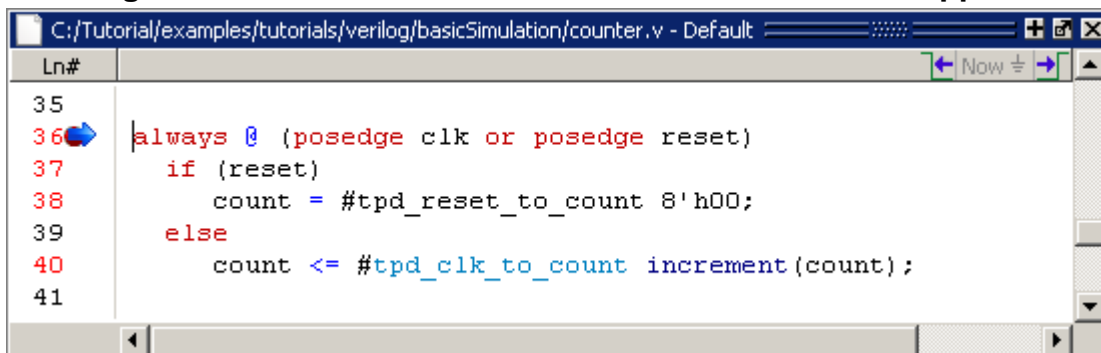 C:/Tutorial/examples/tutorials/verilog/basicSimulation/counter.v - Default
Ln# Now
35
36 always @ (posedge clk or posedge reset)
37 if (reset)
38 count = #tpd_reset_to_count 8'h00;
39 else
40 count <= #tpd_clk_to_count increment(count);
41